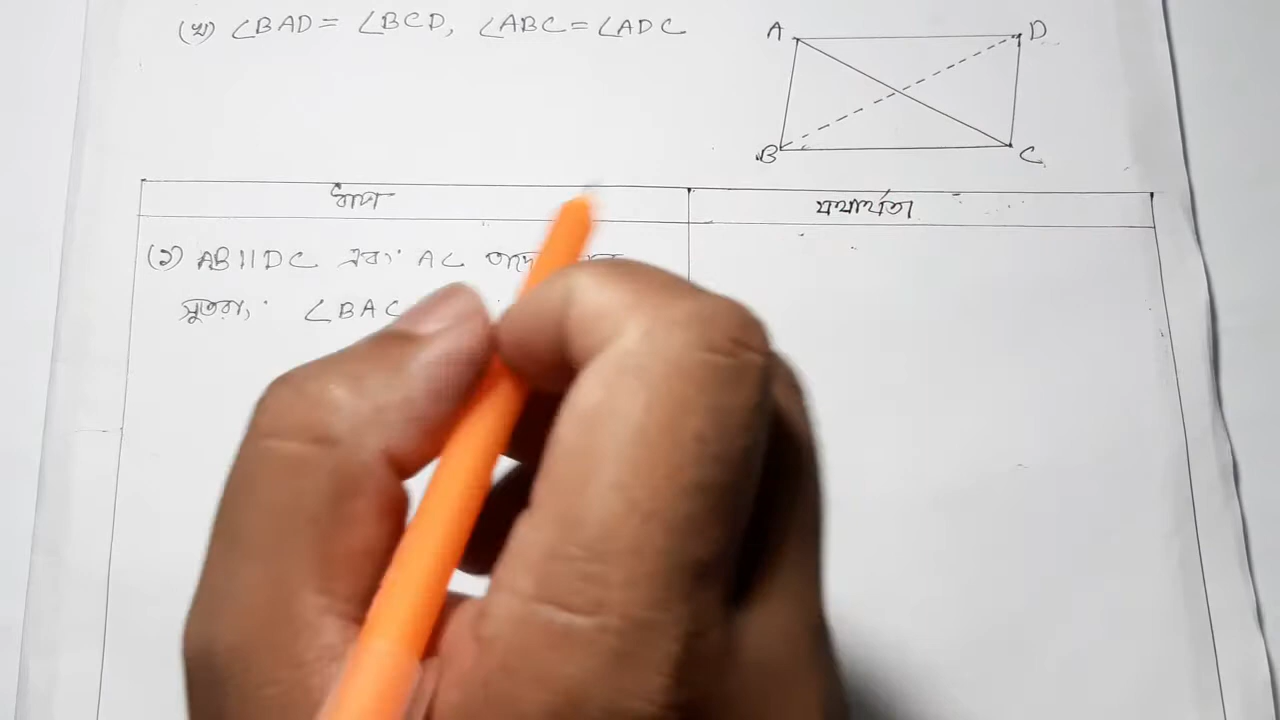 (খ) ∠BAD = ∠BCD, ∠ABC = ∠ADC
A D
B C
ধাপ যথার্থতা
(১) AB || DC এবং AC
সুতরাং ∠BAC